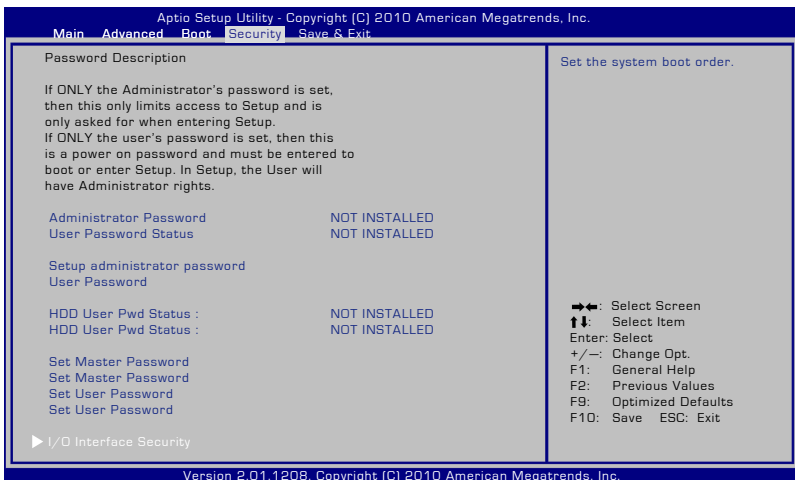 Aptio Setup Utility - Copyright (C) 2010 American Megatrends, Inc.
Main Advanced Boot Security Save & Exit
Password Description
If ONLY the Administrator's password is set,
then this only limits access to Setup and is
only asked for when entering Setup.
If ONLY the user's password is set, then this
is a power on password and must be entered to
boot or enter Setup. In Setup, the User will
have Administrator rights.
Administrator Password NOT INSTALLED
User Password Status NOT INSTALLED
Setup administrator password
User Password
HDD User Pwd Status : NOT INSTALLED
HDD User Pwd Status : NOT INSTALLED
Set Master Password
Set Master Password
Set User Password
Set User Password
I/O Interface Security
Set the system boot order.
→←: Select Screen
↑↓: Select Item
Enter: Select
+/—: Change Opt.
F1: General Help
F2: Previous Values
F9: Optimized Defaults
F10: Save ESC: Exit
Version 2.01.1208. Copyright (C) 2010 American Megatrends, Inc.